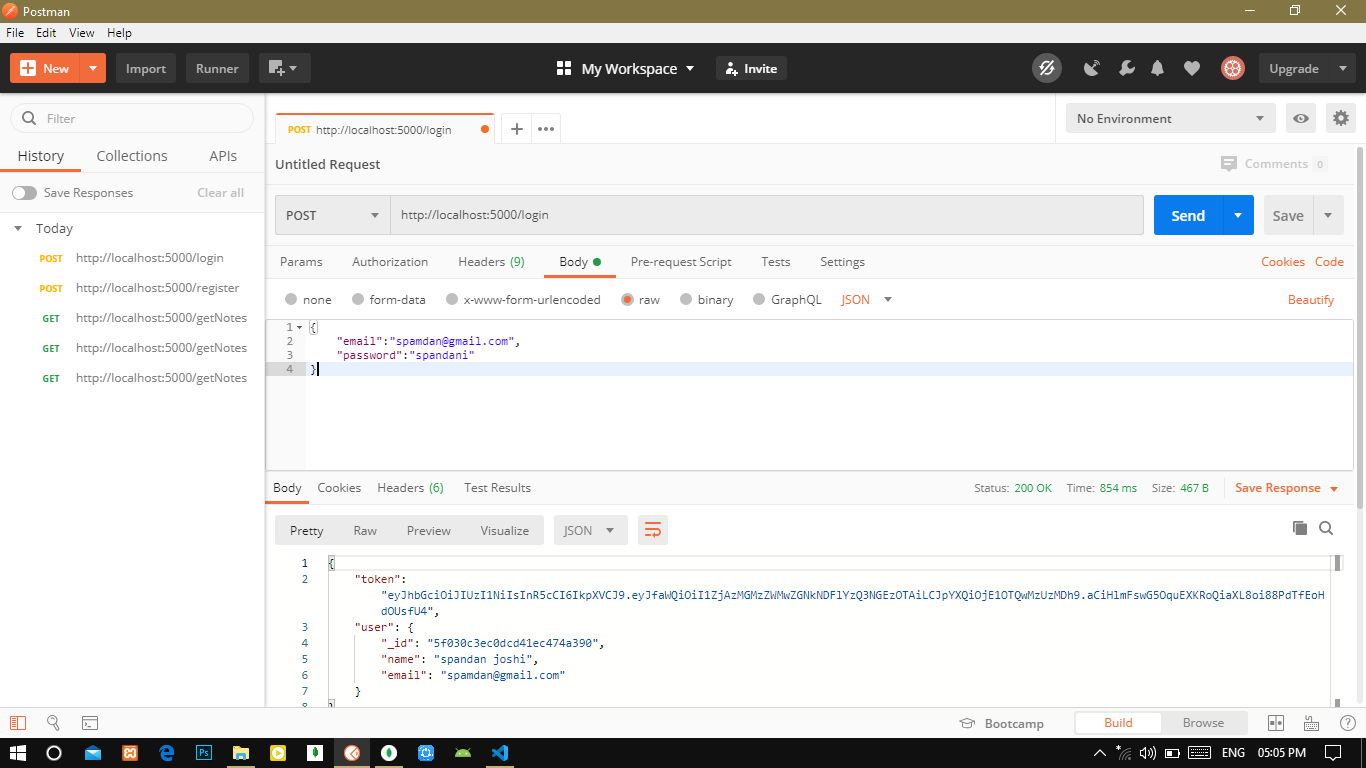 Postman
File Edit View Help
New Import Runner My Workspace Invite Upgrade
Filter
History Collections APIs
Save Responses Clear all
Today
POST http://localhost:5000/login
POST http://localhost:5000/register
GET http://localhost:5000/getNotes
GET http://localhost:5000/getNotes
GET http://localhost:5000/getNotes
POST http://localhost:5000/login
No Environment
Untitled Request
Comments 0
POST http://localhost:5000/login Send Save
Params Authorization Headers (9) Body Pre-request Script Tests Settings Cookies Code
none form-data x-www-form-urlencoded raw binary GraphQL JSON Beautify
1 {
2 "email":"spamdan@gmail.com",
3 "password":"spandani"
4 }
Body Cookies Headers (6) Test Results Status: 200 OK Time: 854 ms Size: 467 B Save Response
Pretty Raw Preview Visualize JSON
1 {
2 "token":
"eyJhbGciOiJIUzI1NiIsInR5cCI6IkpXVCJ9.eyJfaWQiOiI1ZjAzMGMzZWMwZGNkNDFlYzQ3NGEzOTAiLCJpYXQiOjE1OTQwMzUzMDh9.aCiHlmFswG5OquEXKRoQiaXL8oi88PdTfEoH
dOUsfU4",
3 "user": {
4 "_id": "5f030c3ec0dcd41ec474a390",
5 "name": "spandan joshi",
6 "email": "spamdan@gmail.com"
7 }
8 }
Bootcamp Build Browse
Ps ENG 05:05 PM